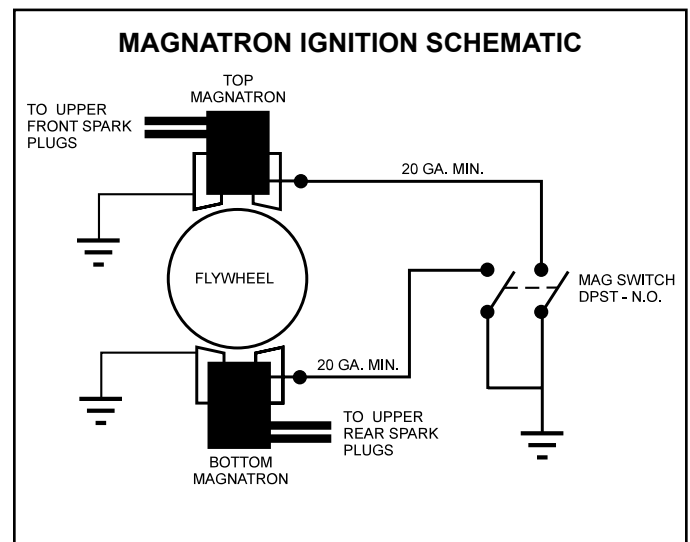 MAGNATRON IGNITION SCHEMATIC
TOP
MAGNATRON
TO UPPER
FRONT SPARK
PLUGS
20 GA. MIN.
FLYWHEEL
MAG SWITCH
DPST - N.O.
20 GA. MIN.
TO UPPER
REAR SPARK
PLUGS
BOTTOM
MAGNATRON